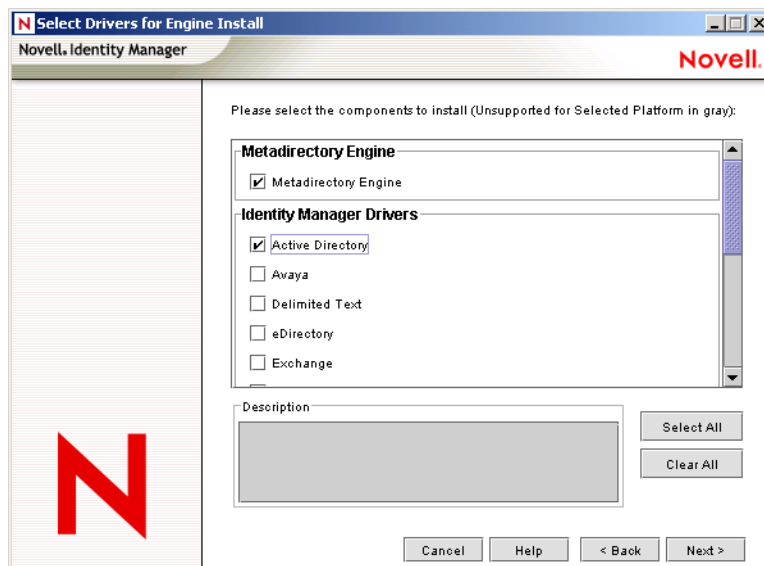 N Select Drivers for Engine Install
Novell® Identity Manager
Novell®
Please select the components to install (Unsupported for Selected Platform in gray):
Metadirectory Engine
Metadirectory Engine
Identity Manager Drivers
Active Directory
Avaya
Delimited Text
eDirectory
Exchange
Description
Select All
Clear All
N
Cancel Help < Back Next >